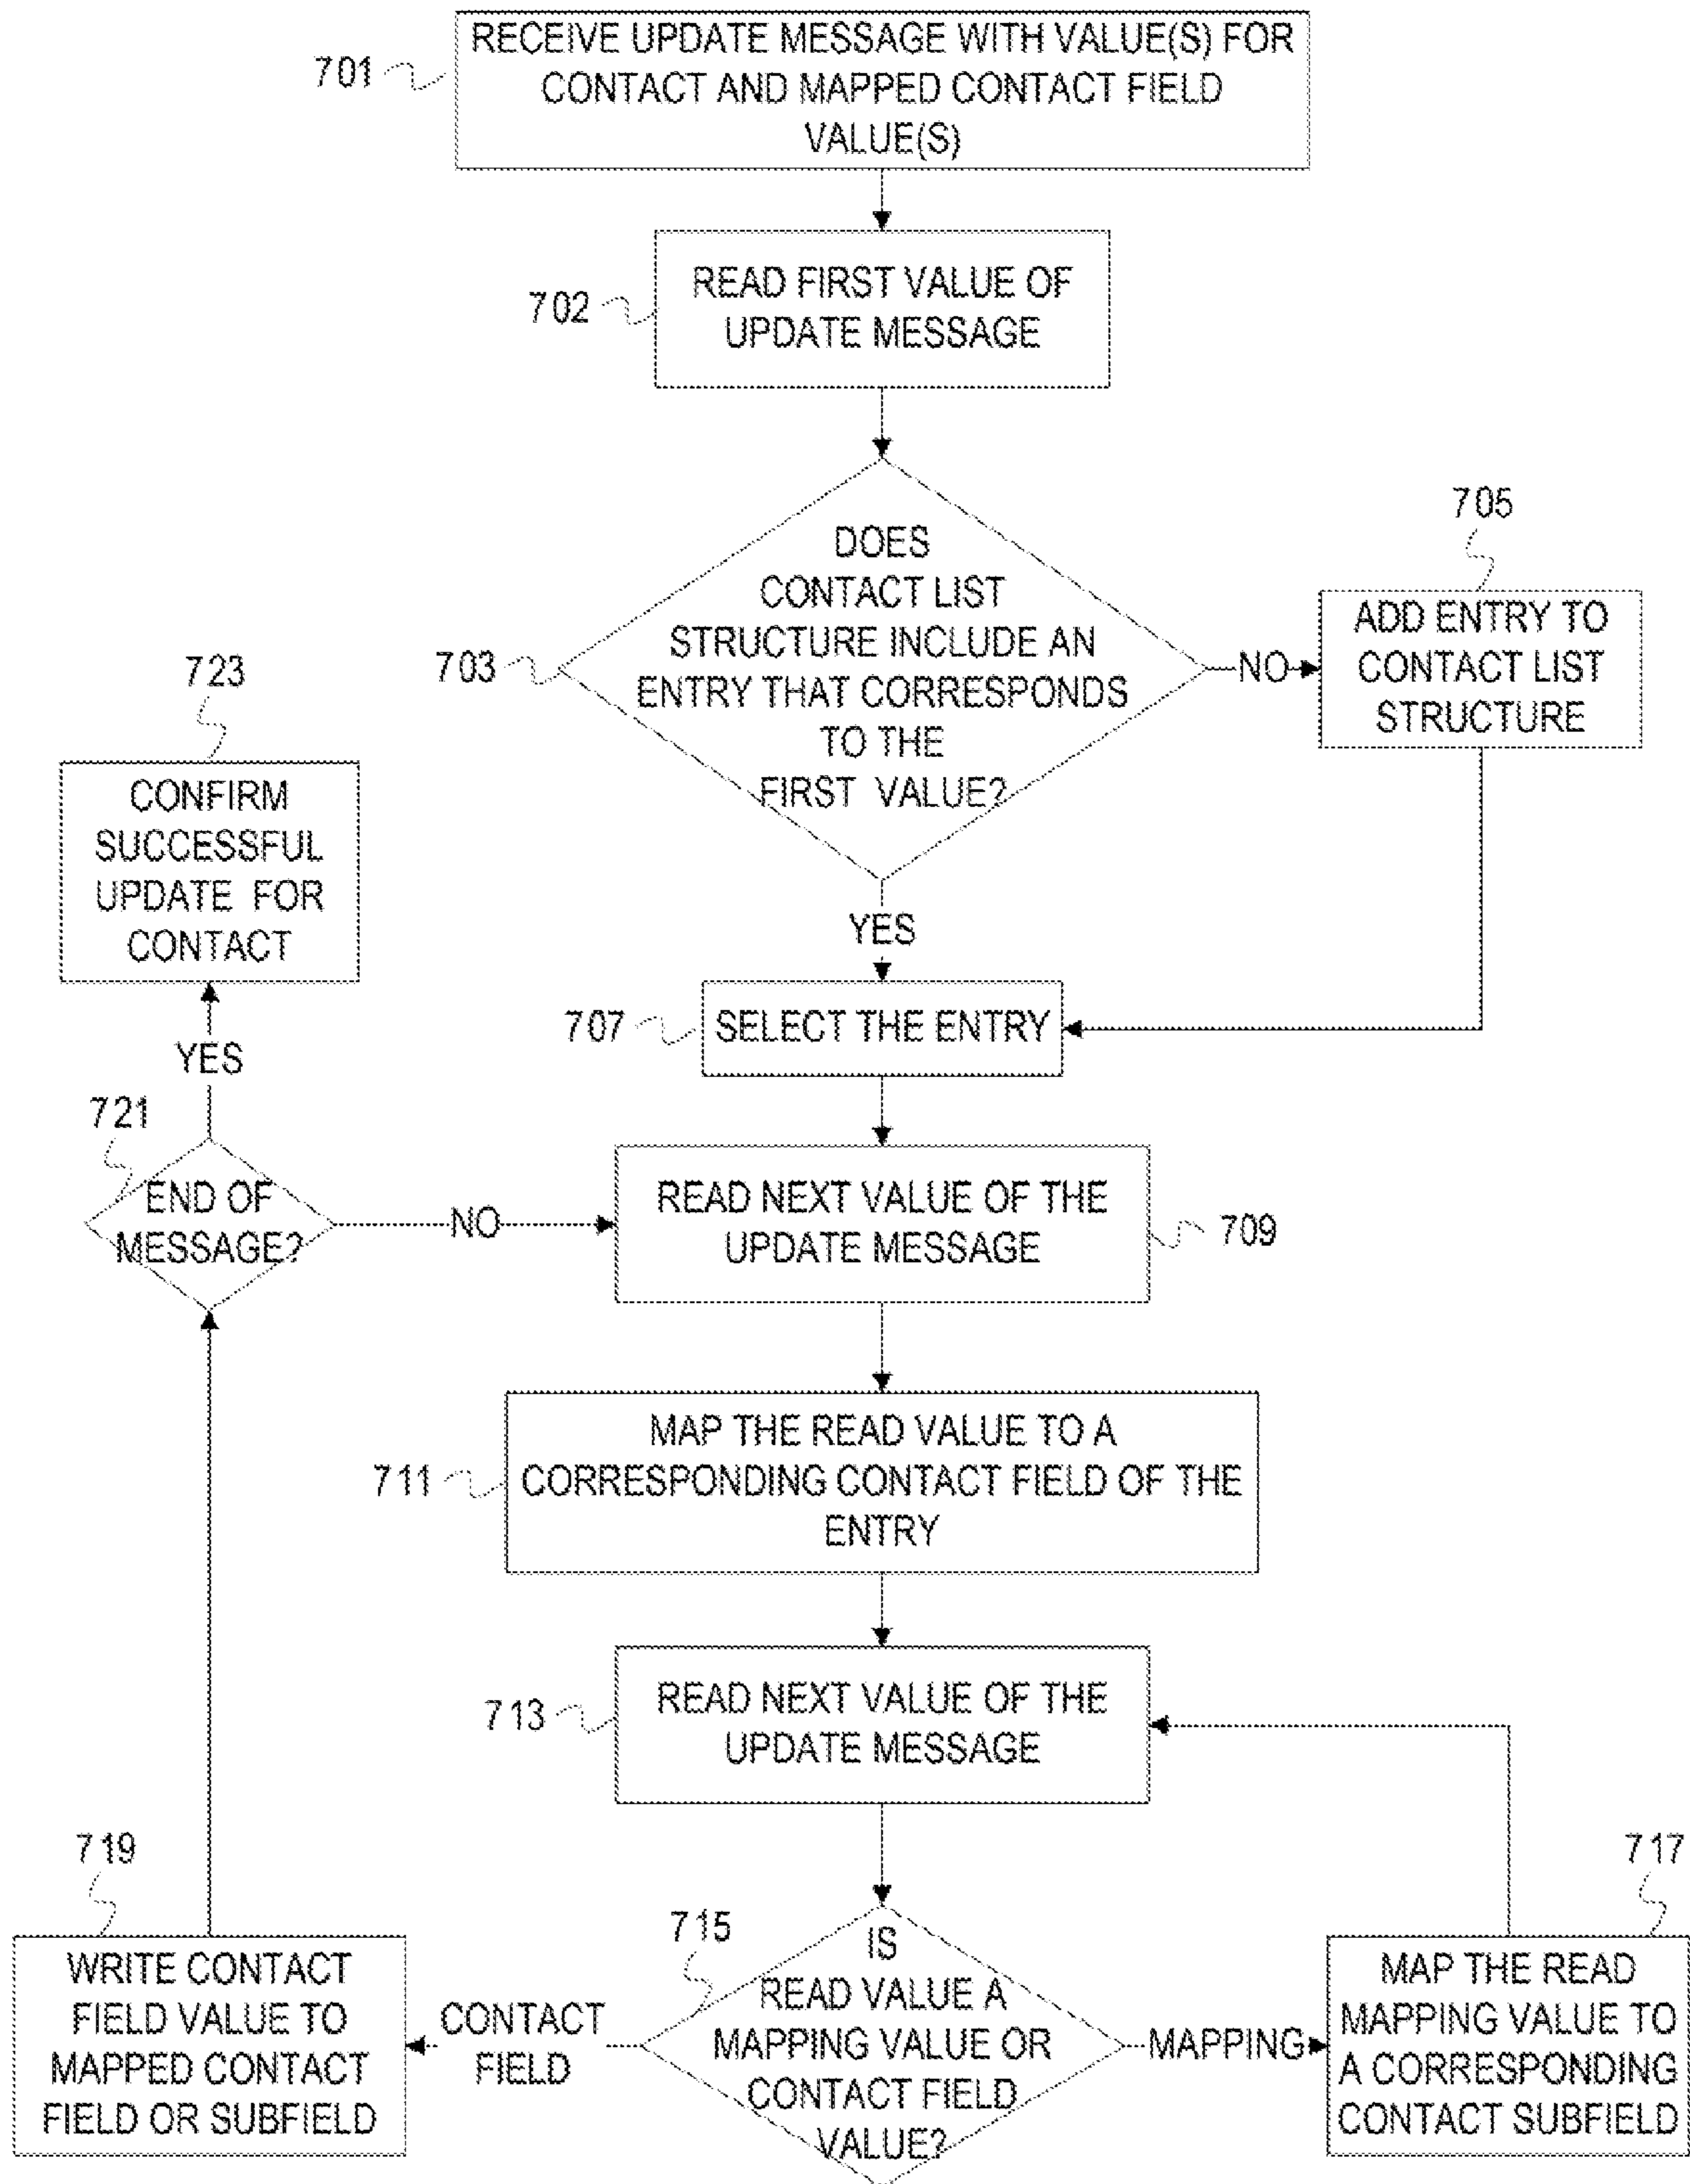 701
RECEIVE UPDATE MESSAGE WITH VALUE(S) FOR
CONTACT AND MAPPED CONTACT FIELD
VALUE(S)
702
READ FIRST VALUE OF
UPDATE MESSAGE
703
DOES
CONTACT LIST
STRUCTURE INCLUDE AN
ENTRY THAT CORRESPONDS
TO THE
FIRST VALUE?
NO
705
ADD ENTRY TO
CONTACT LIST
STRUCTURE
YES
707
SELECT THE ENTRY
709
READ NEXT VALUE OF THE
UPDATE MESSAGE
711
MAP THE READ VALUE TO A
CORRESPONDING CONTACT FIELD OF THE
ENTRY
713
READ NEXT VALUE OF THE
UPDATE MESSAGE
715
IS
READ VALUE A
MAPPING VALUE OR
CONTACT FIELD
VALUE?
MAPPING
717
MAP THE READ
MAPPING VALUE TO
A CORRESPONDING
CONTACT SUBFIELD
CONTACT
FIELD
719
WRITE CONTACT
FIELD VALUE TO
MAPPED CONTACT
FIELD OR SUBFIELD
721
END OF
MESSAGE?
NO
YES
723
CONFIRM
SUCCESSFUL
UPDATE FOR
CONTACT